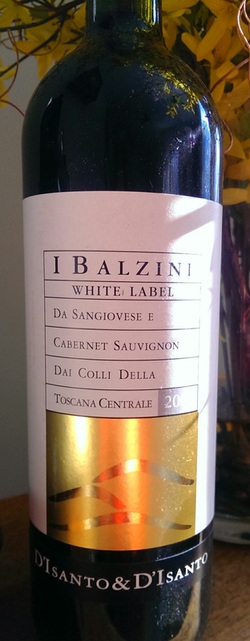 I BALZINI
WHITE LABEL
DA SANGIOVESE E
CABERNET SAUVIGNON
DAI COLLI DELLA
TOSCANA CENTRALE
D'ISANTO & D'ISANTO